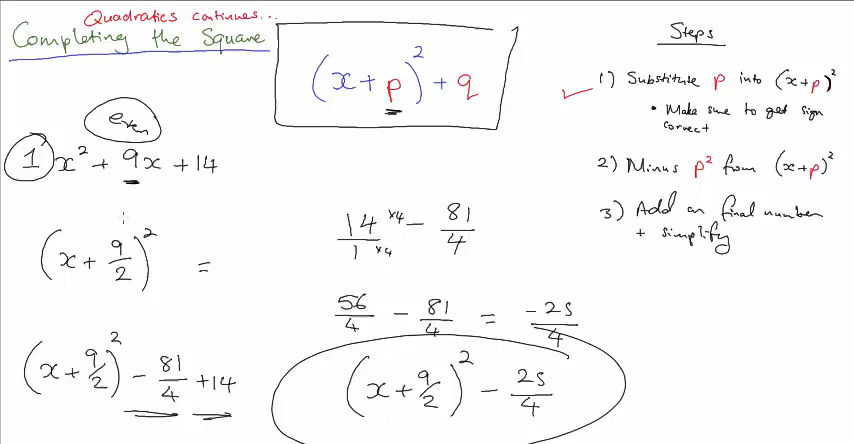 Quadratics continues...
Completing the Square
(x + p)² + q
even
1x² + 9x + 14
(x + 9/2)² =
(x + 9/2)² - 81/4 + 14
14/1 ×4 ×4 - 81/4
56/4 - 81/4 = -25/4
(x + 9/2)² - 25/4
Steps
1) Substitute p into (x+p)²
• Make sure to get sign
correct
2) Minus p² from (x+p)²
3) Add on final number
+ simplify